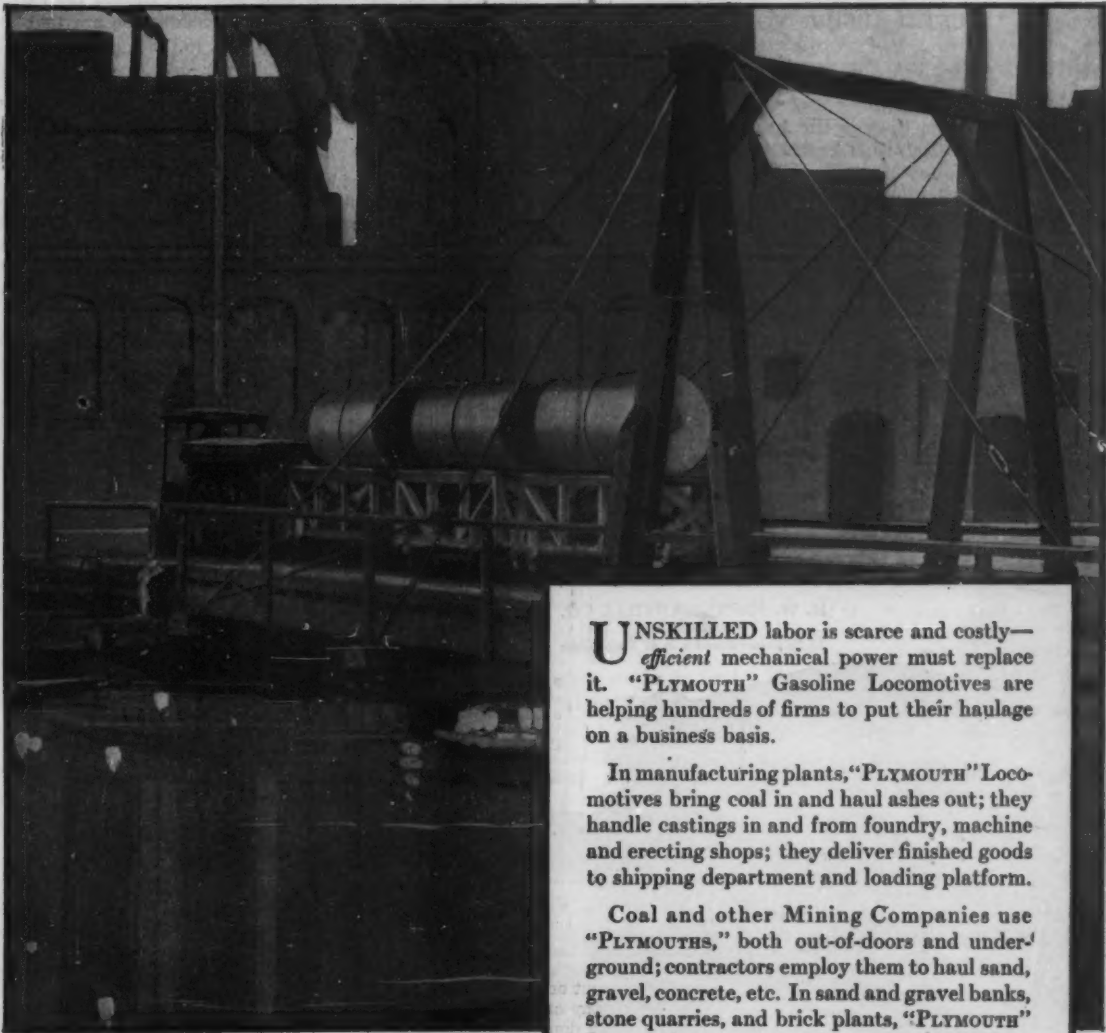 UNSKILLED labor is scarce and costly—
efficient mechanical power must replace
it. "PLYMOUTH" Gasoline Locomotives are
helping hundreds of firms to put their haulage
on a business basis.
In manufacturing plants, "PLYMOUTH" Loco-
motives bring coal in and haul ashes out; they
handle castings in and from foundry, machine
and erecting shops; they deliver finished goods
to shipping department and loading platform.
Coal and other Mining Companies use
"PLYMOUTHS," both out-of-doors and under-
ground; contractors employ them to haul sand,
gravel, concrete, etc. In sand and gravel banks,
stone quarries, and brick plants, "PLYMOUTH"